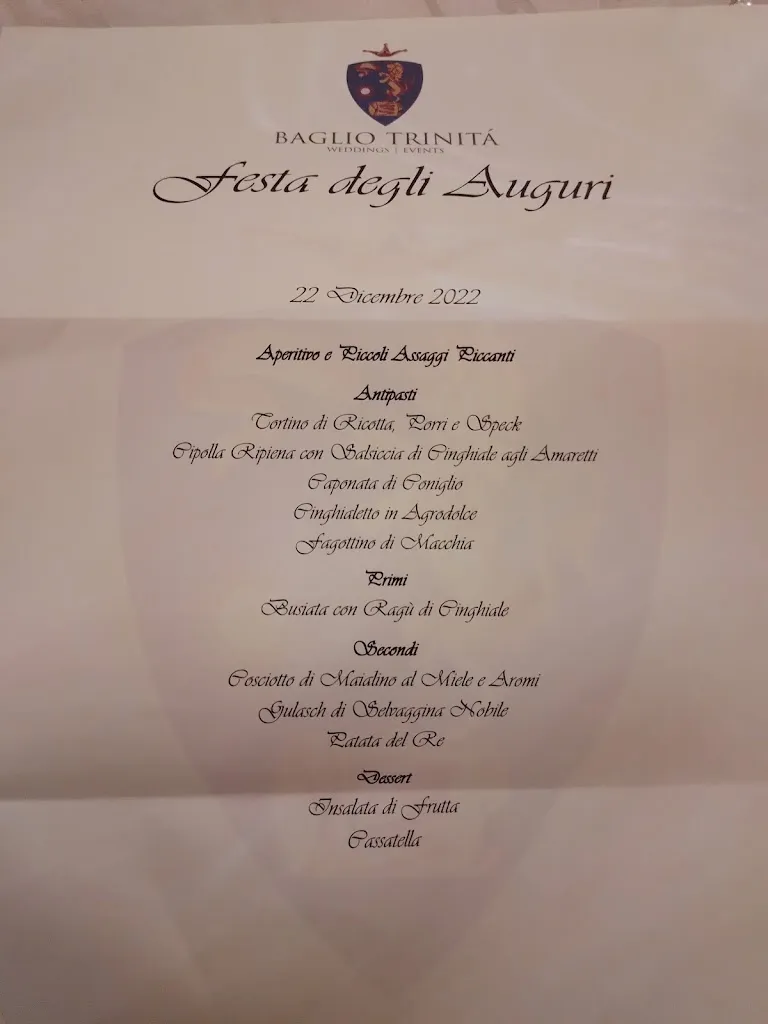 BAGLIO TRINITÁ
WEDDINGS | EVENTS
Festa degli Auguri
22 Dicembre 2022
Aperitivo e Piccoli Assaggi Piccanti
Antipasti
Tortino di Ricotta, Porri e Speck
Cipolla Ripiena con Salsiccia di Cinghiale agli Amaretti
Caponata di Coniglio
Cinghialetto in Agrodolce
Fagottino di Macchia
Primi
Busiata con Ragù di Cinghiale
Secondi
Cosciotto di Maialino al Miele e Aromi
Gulasch di Selvaggina Nobile
Patata del Re
Dessert
Insalata di Frutta
Cassatella